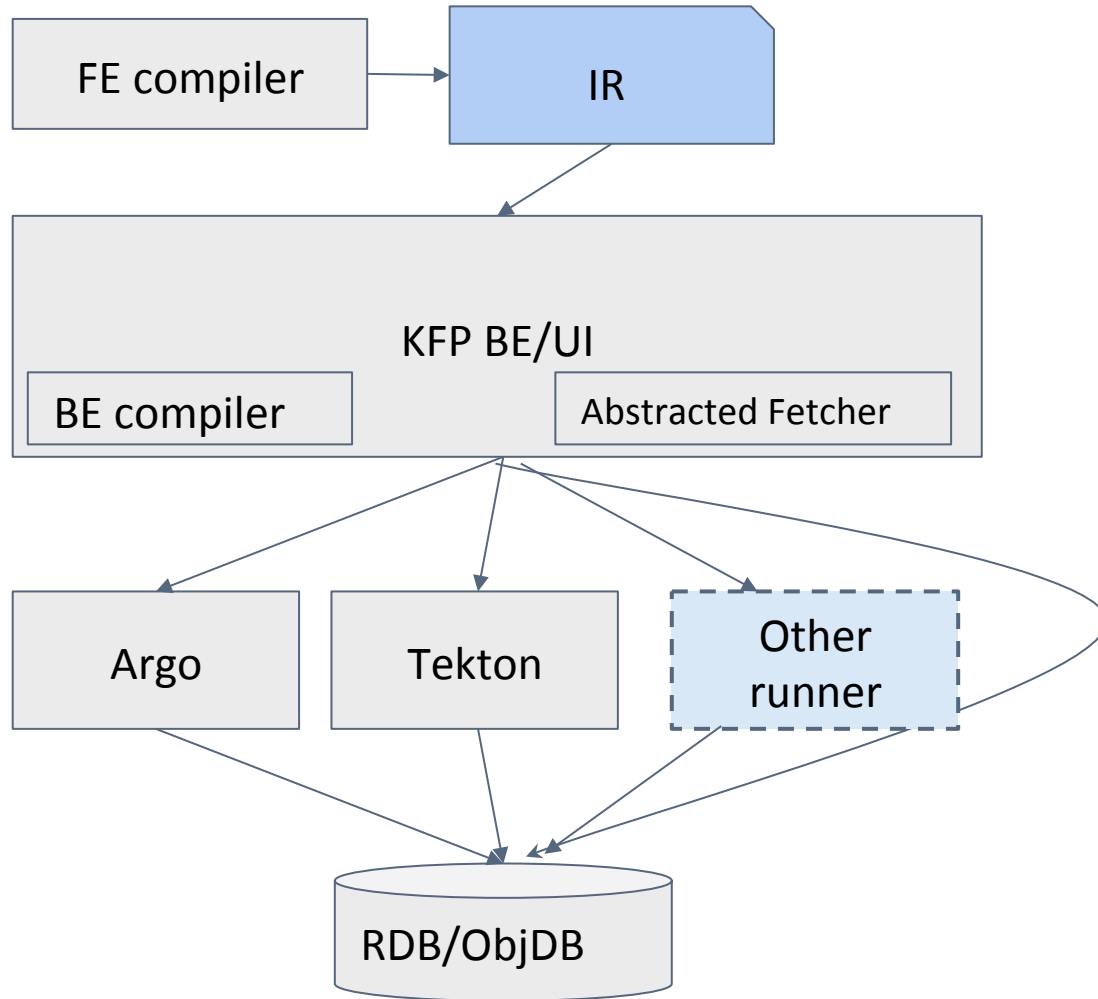 FE compiler
IR
KFP BE/UI
BE compiler
Abstracted Fetcher
Argo
Tekton
Other
runner
RDB/ObjDB